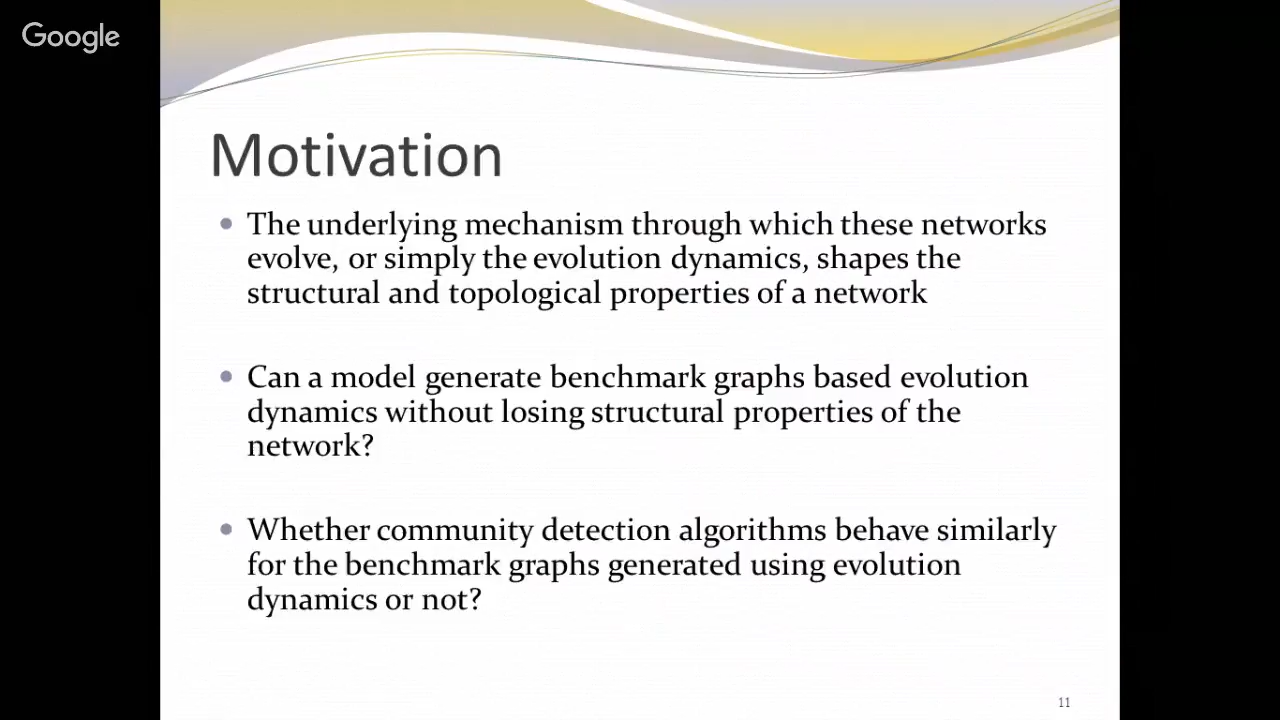 Google
Motivation
• The underlying mechanism through which these networks
evolve, or simply the evolution dynamics, shapes the
structural and topological properties of a network
• Can a model generate benchmark graphs based evolution
dynamics without losing structural properties of the
network?
• Whether community detection algorithms behave similarly
for the benchmark graphs generated using evolution
dynamics or not?
11